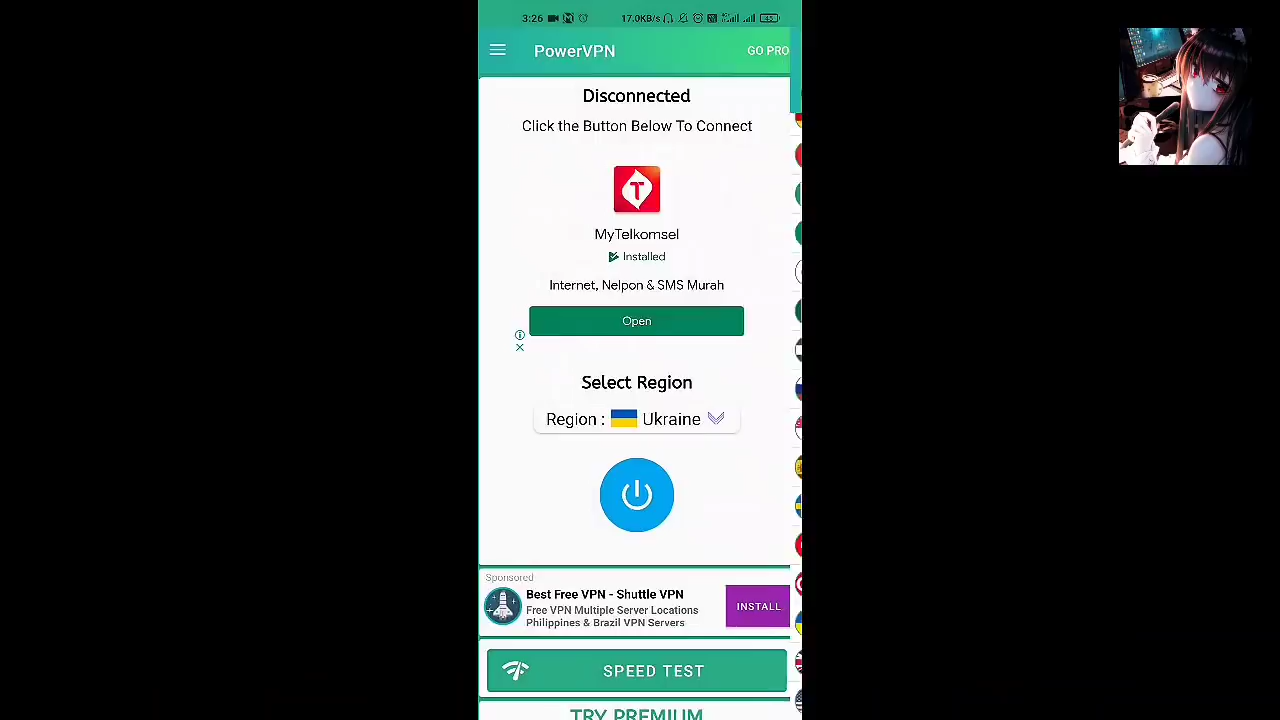 3:26 17.0KB/s
PowerVPN GO PRO
Disconnected
Click the Button Below To Connect
T
MyTelkomsel
Installed
Internet, Nelpon & SMS Murah
Open
Select Region
Region : Ukraine
Sponsored
Best Free VPN - Shuttle VPN
Free VPN Multiple Server Locations
Philippines & Brazil VPN Servers
INSTALL
SPEED TEST
TRY PREMIUM